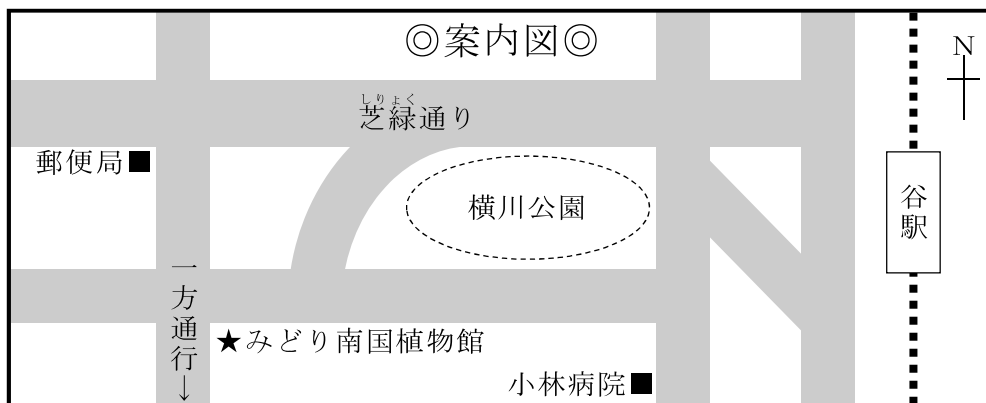 ◎案内図◎
N
しりょく
芝緑通り
郵便局■
横川公園
谷駅
一方通行↓
★みどり南国植物館
小林病院■